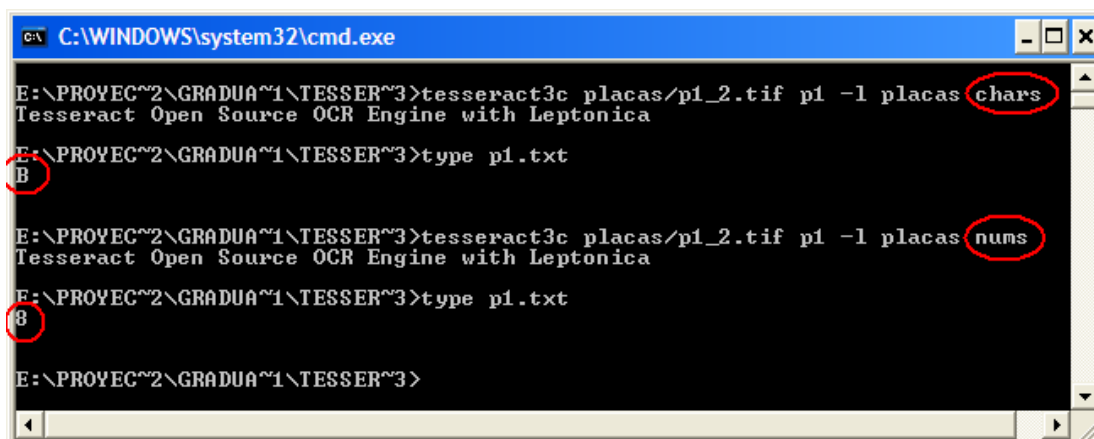 C:\WINDOWS\system32\cmd.exe
E:\PROYEC~2\GRADUA~1\TESSER~3>tesseract3c placas/p1_2.tif p1 -l placas chars
Tesseract Open Source OCR Engine with Leptonica
E:\PROYEC~2\GRADUA~1\TESSER~3>type p1.txt
B
E:\PROYEC~2\GRADUA~1\TESSER~3>tesseract3c placas/p1_2.tif p1 -l placas nums
Tesseract Open Source OCR Engine with Leptonica
E:\PROYEC~2\GRADUA~1\TESSER~3>type p1.txt
8
E:\PROYEC~2\GRADUA~1\TESSER~3>